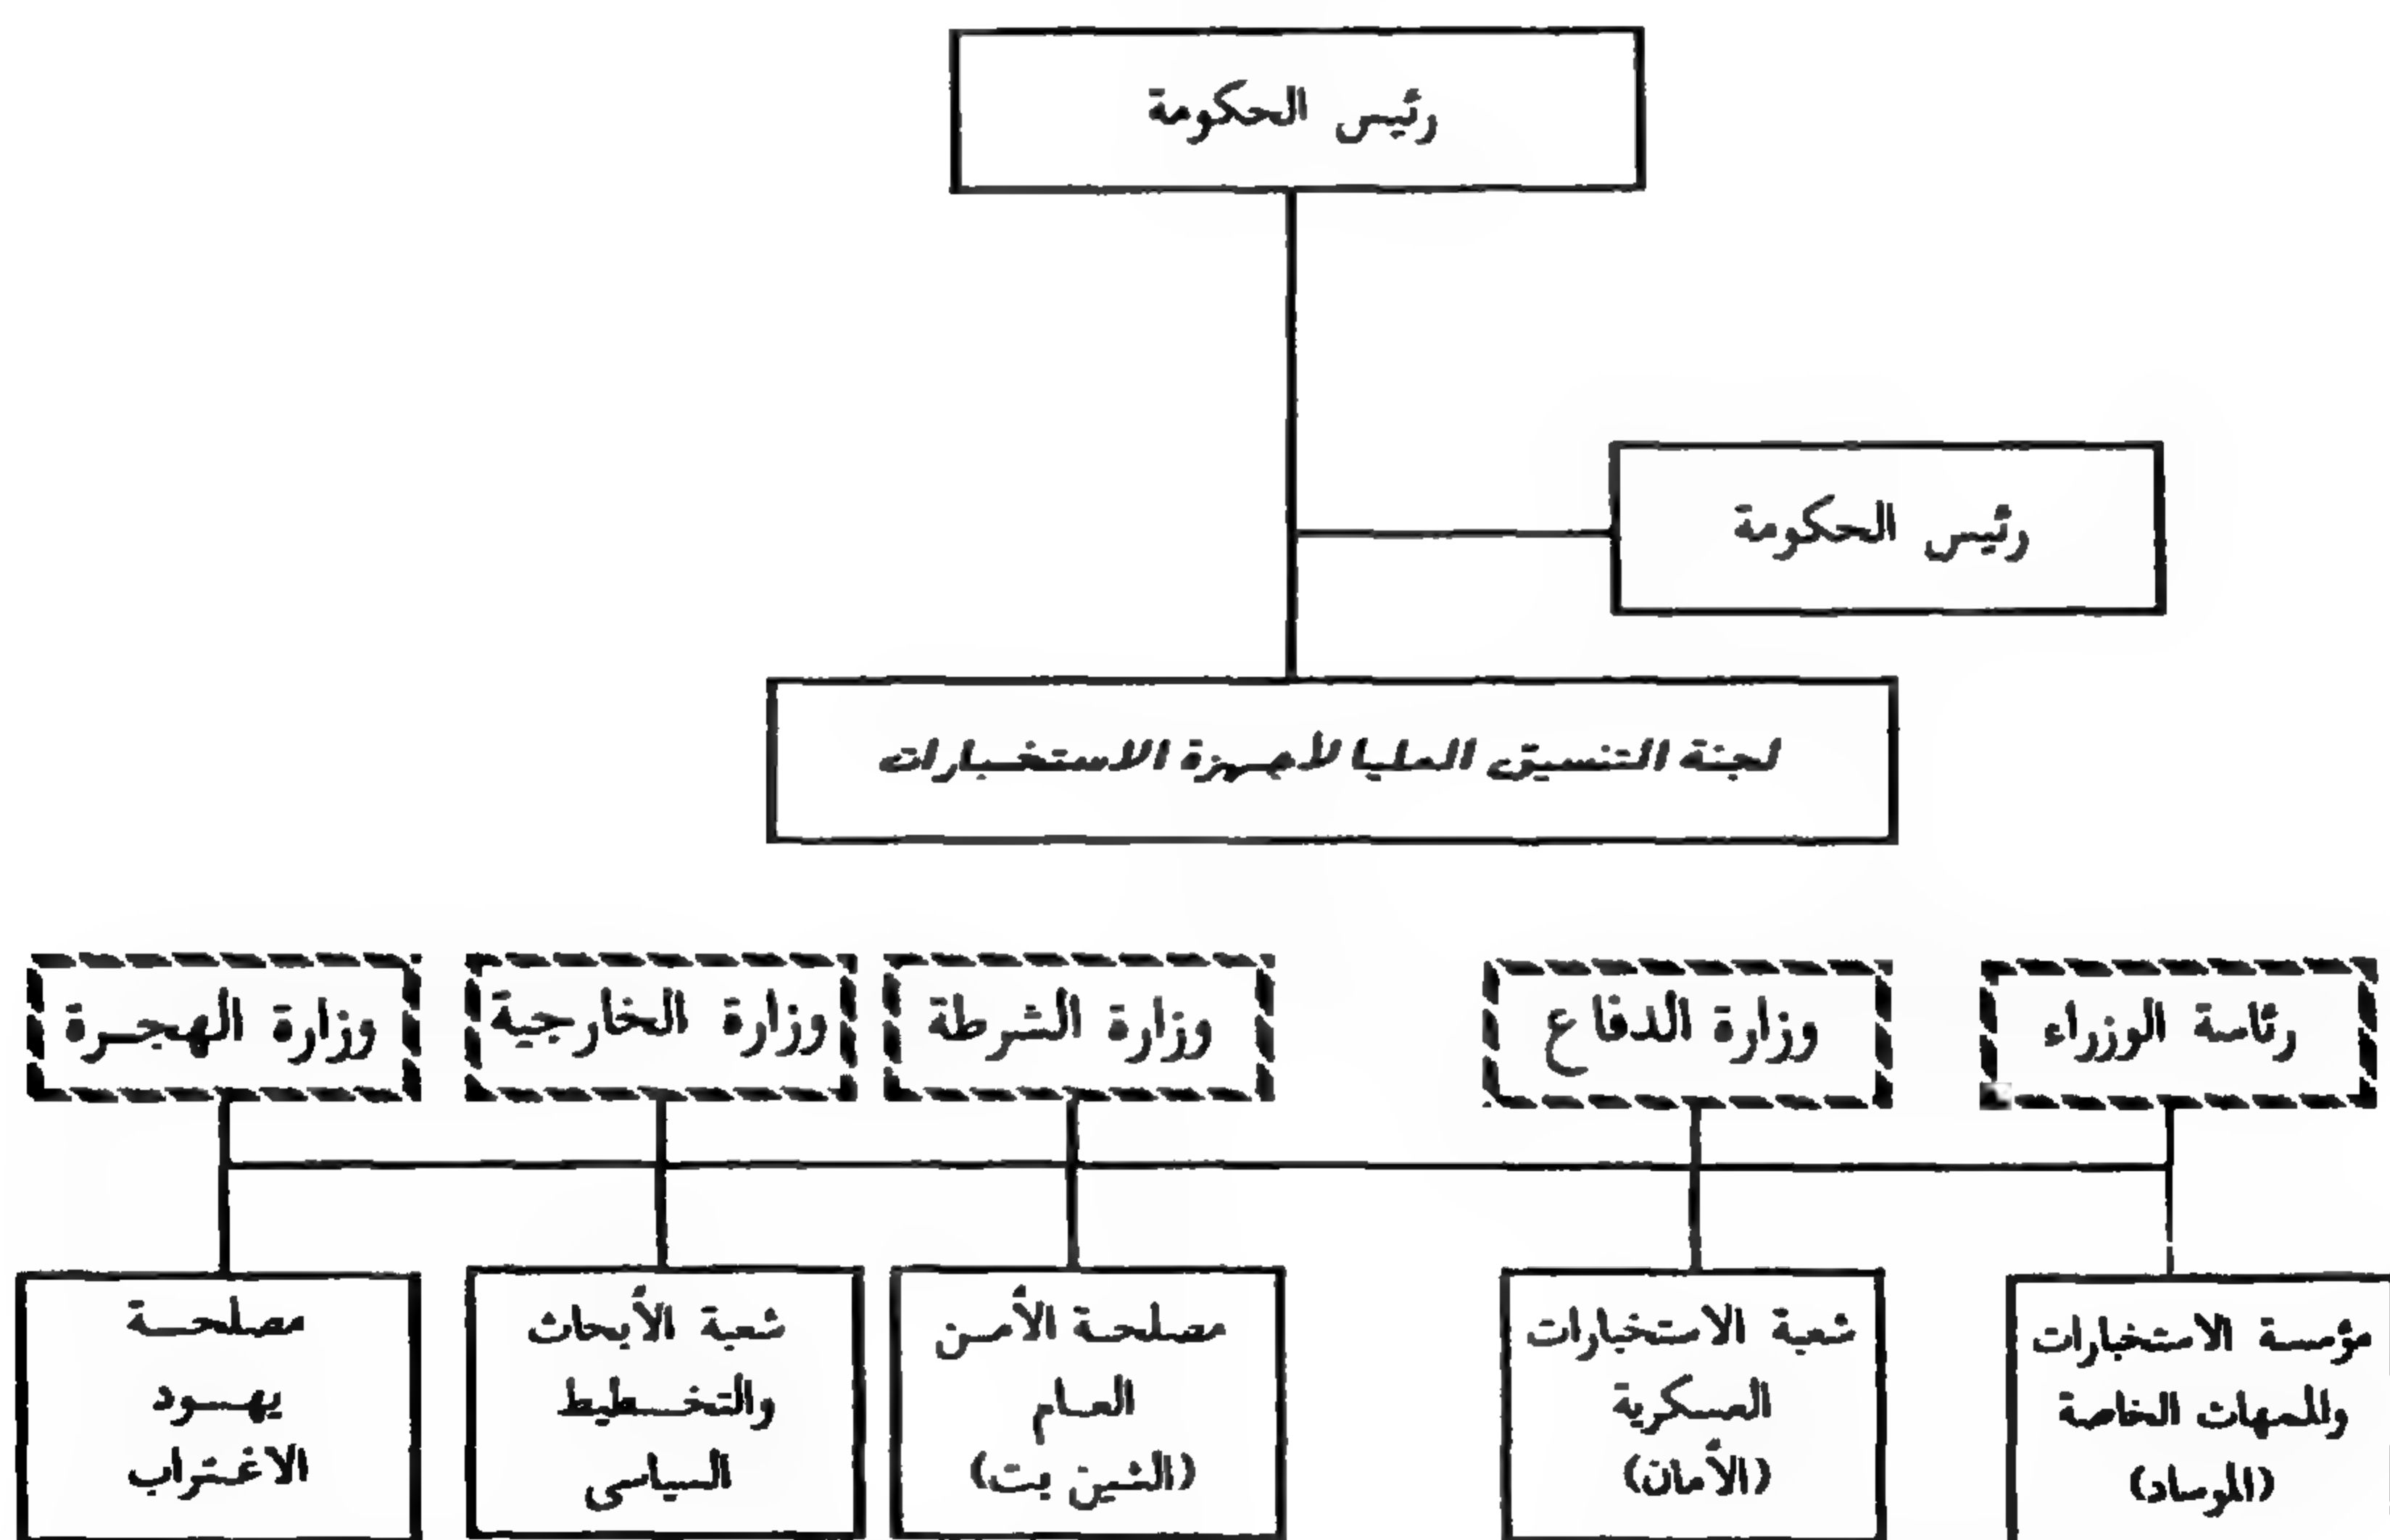 رئيس الحكومة
رئيس الحكومة
لجنة التنسيق العليا لأجهزة الاستخبارات
رئاسة الوزراء
وزارة الدفاع
وزارة الشرطة
وزارة الخارجية
وزارة الهجرة
مؤسسة الاستخبارات
وللمهات الخاصة
(الموساد)
شعبة الاستخبارات
العسكرية
(الأمان)
مصلحة الأمن
العام
(الشين بت)
شعبة الأبحاث
والتخطيط
السياسى
مصلحة
يهود
الاغتراب